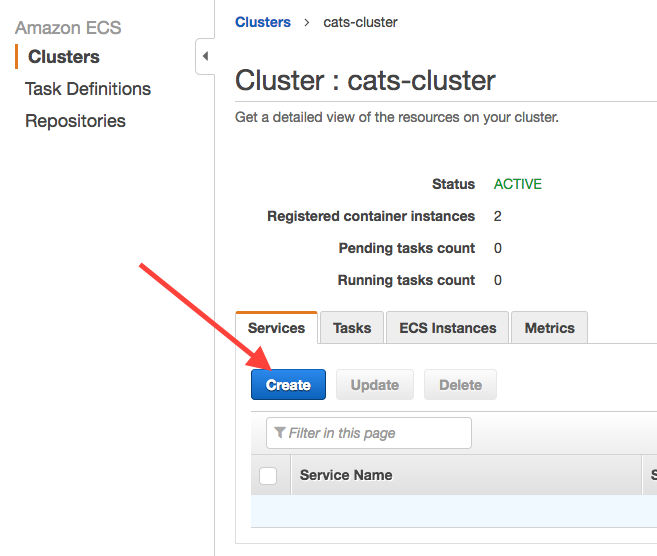 Amazon ECS
Clusters
Task Definitions
Repositories
Clusters > cats-cluster
Cluster : cats-cluster
Get a detailed view of the resources on your cluster.
Status ACTIVE
Registered container instances 2
Pending tasks count 0
Running tasks count 0
Services Tasks ECS Instances Metrics
Create Update Delete
Filter in this page
Service Name S